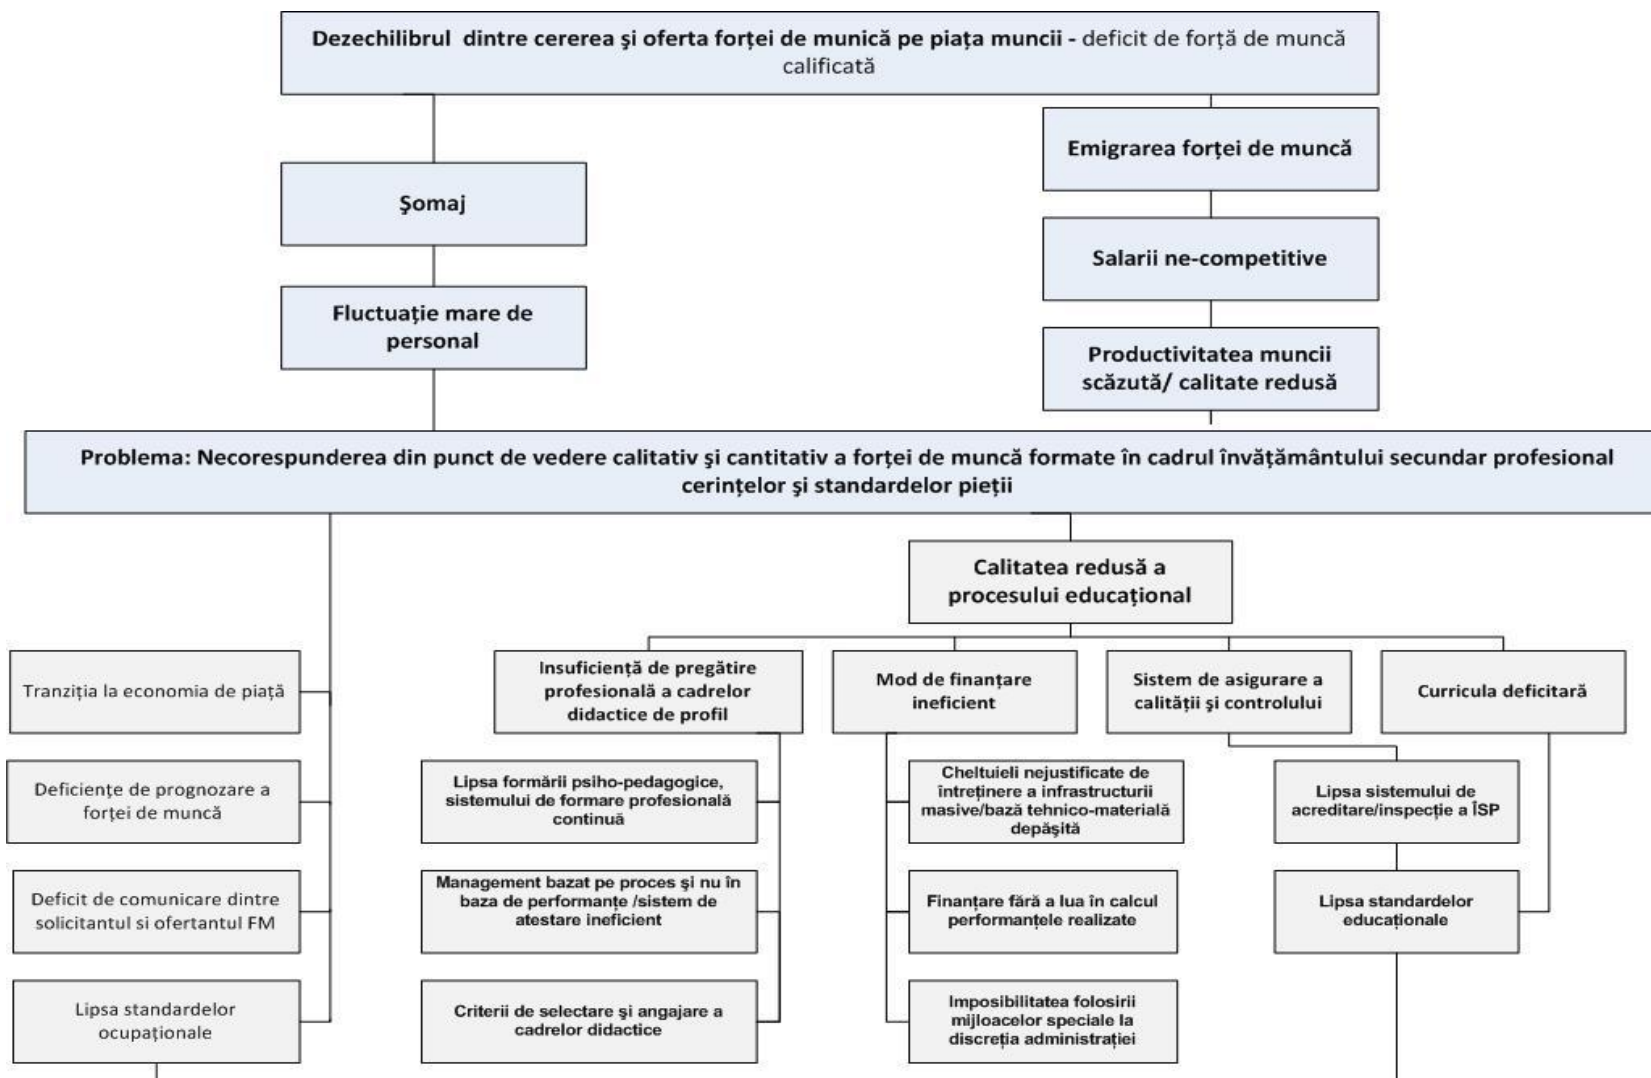 Dezechilibrul dintre cererea şi oferta forţei de munică pe piaţa muncii - deficit de forţă de muncă
calificată
Emigrarea forţei de muncă
Şomaj
Salarii ne-competitive
Fluctuaţie mare de
personal
Productivitatea muncii
scăzută/ calitate redusă
Problema: Necorespunderea din punct de vedere calitativ şi cantitativ a forţei de muncă formate în cadrul învăţământului secundar profesional
cerinţelor şi standardelor pieţii
Calitatea redusă a
procesului educaţional
Tranziţia la economia de piaţă
Insuficienţă de pregătire
profesională a cadrelor
didactice de profil
Mod de finanţare
ineficient
Sistem de asigurare a
calităţii şi controlului
Curricula deficitară
Deficienţe de prognozare a
forţei de muncă
Lipsa formării psiho-pedagogice,
sistemului de formare profesională
continuă
Cheltuieli nejustificate de
întreţinere a infrastructurii
masive/bază tehnico-materială
depăşită
Lipsa sistemului de
acreditare/inspecţie a ÎSP
Deficit de comunicare dintre
solicitantul si ofertantul FM
Management bazat pe proces şi nu în
baza de performanţe /sistem de
atestare ineficient
Finanţare fără a lua în calcul
performanţele realizate
Lipsa standardelor
educaţionale
Lipsa standardelor
ocupaţionale
Criterii de selectare şi angajare a
cadrelor didactice
Imposibilitatea folosirii
mijloacelor speciale la
discreţia administraţiei